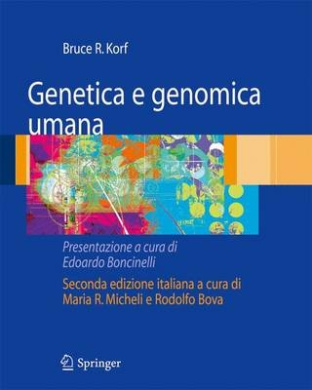 Bruce R. Korf
Genetica e genomica
umana
Presentazione a cura di
Edoardo Boncinelli
Seconda edizione italiana a cura di
Maria R. Micheli e Rodolfo Bova
Springer